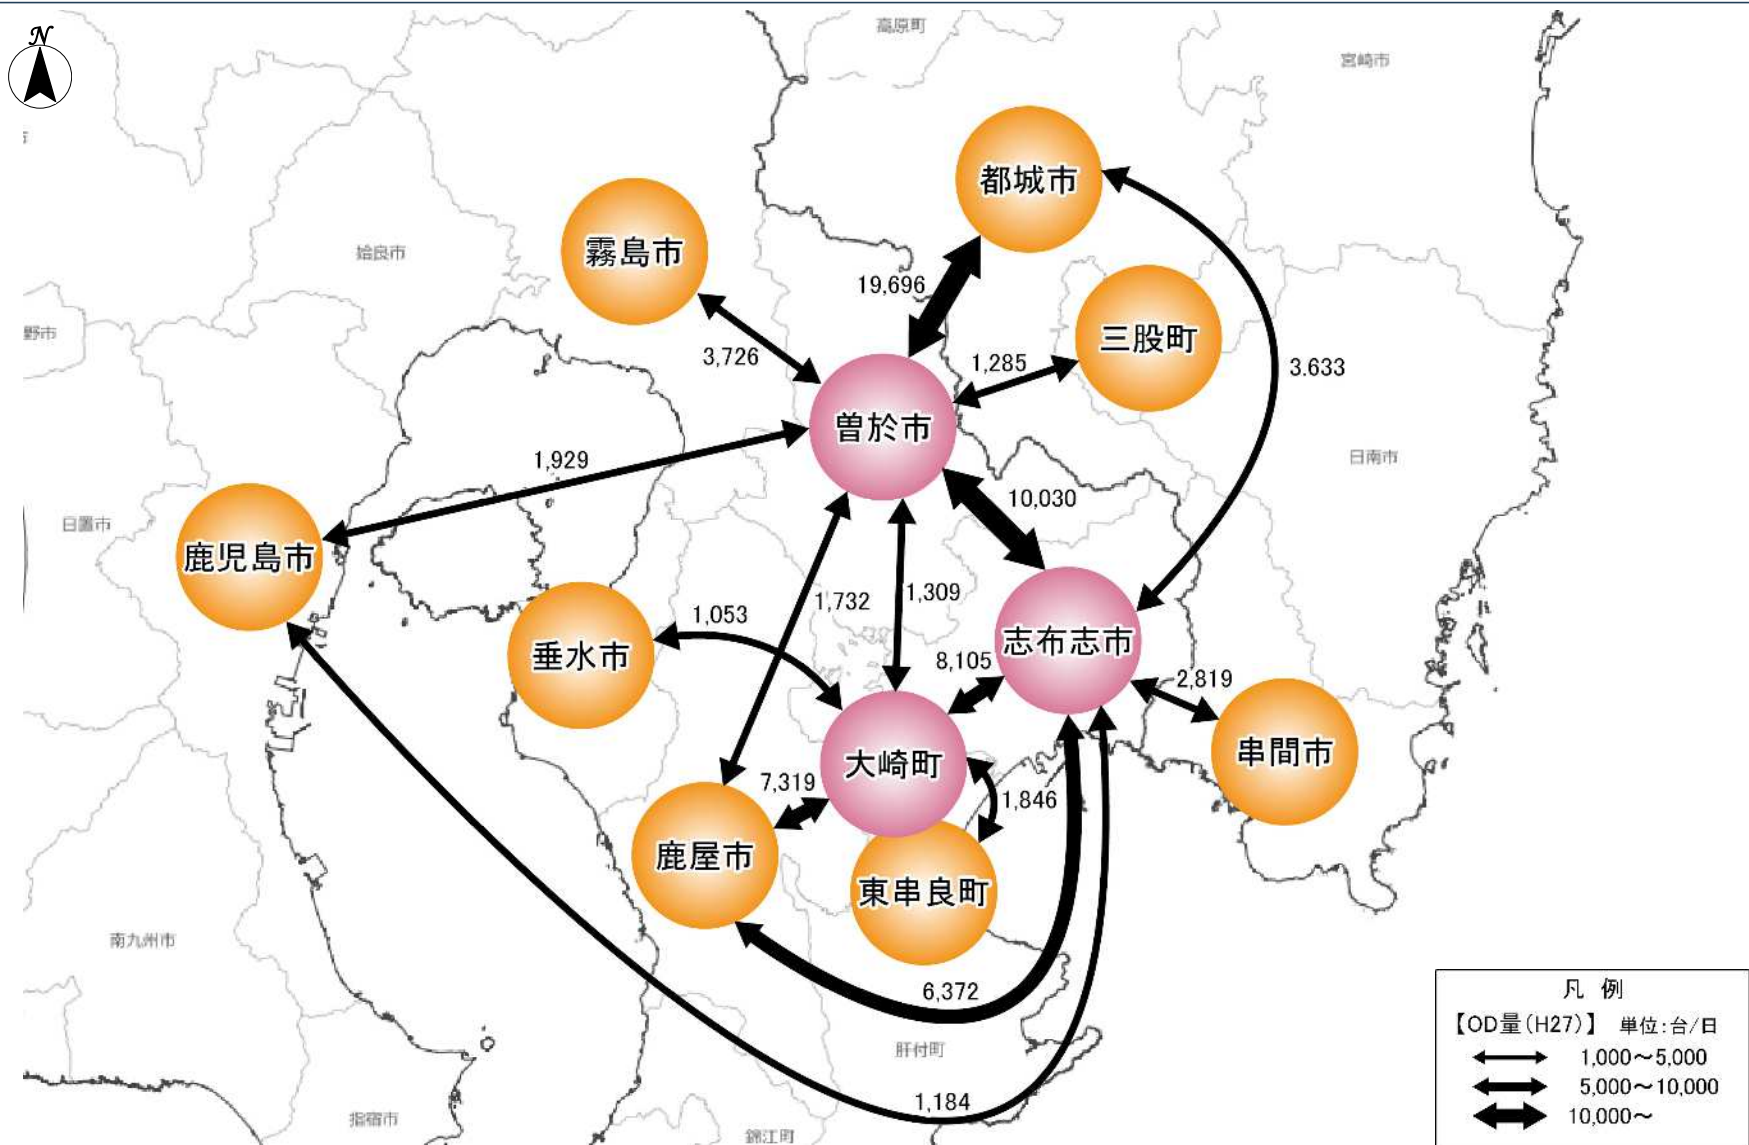 N
高原町
宮崎市
都城市
霧島市
姶良市
19,696
野市
三股町
3,726
1,285
3.633
曽於市
1,929
日南市
10,030
日置市
鹿児島市
1,732
1,309
1,053
垂水市
志布志市
8,105
2,819
大崎町
串間市
7,319
1,846
鹿屋市
東串良町
南九州市
6,372
肝付町
1,184
指宿市
錦江町
凡 例
【OD量(H27)】 単位:台/日
1,000～5,000
5,000～10,000
10,000～